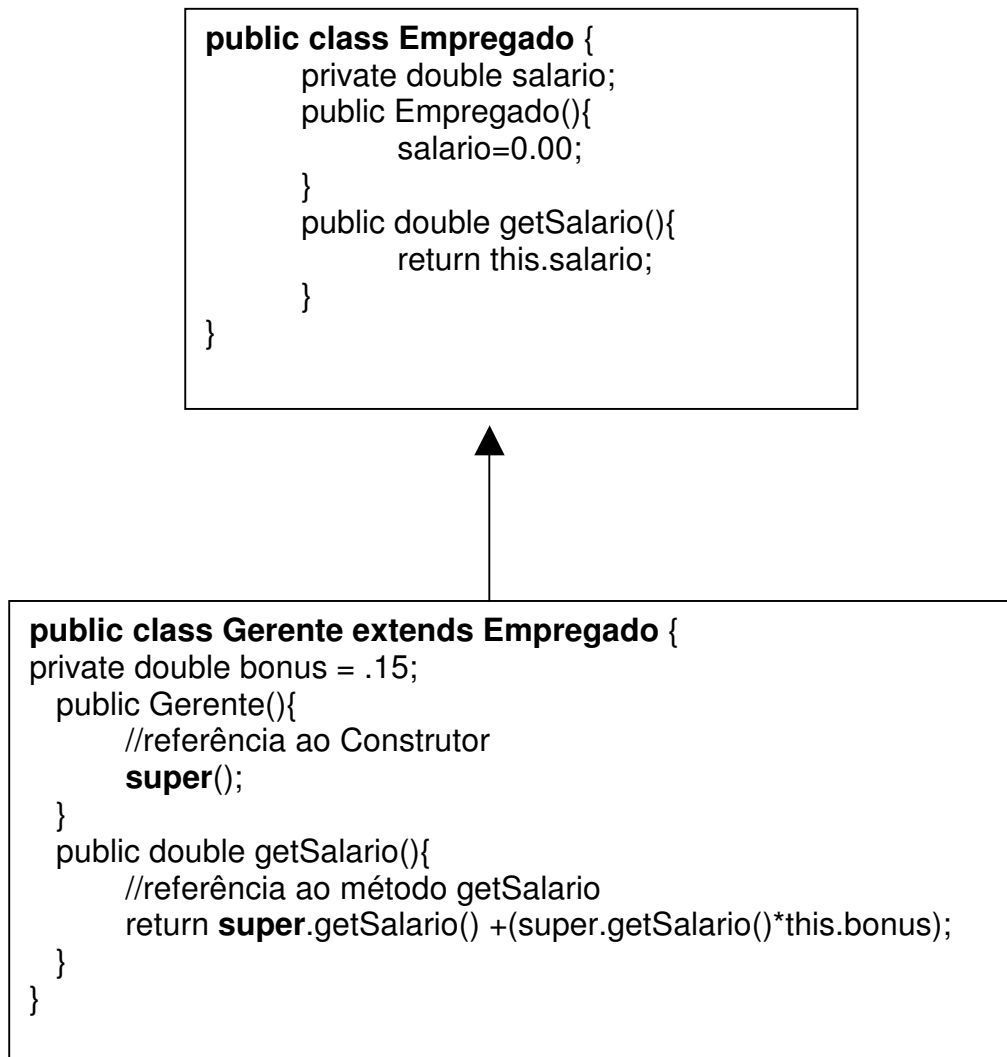 public class Empregado {
private double salario;
public Empregado(){
salario=0.00;
}
public double getSalario(){
return this.salario;
}
}
public class Gerente extends Empregado {
private double bonus = .15;
public Gerente(){
//referência ao Construtor
super();
}
public double getSalario(){
//referência ao método getSalario
return super.getSalario() +(super.getSalario()*this.bonus);
}
}